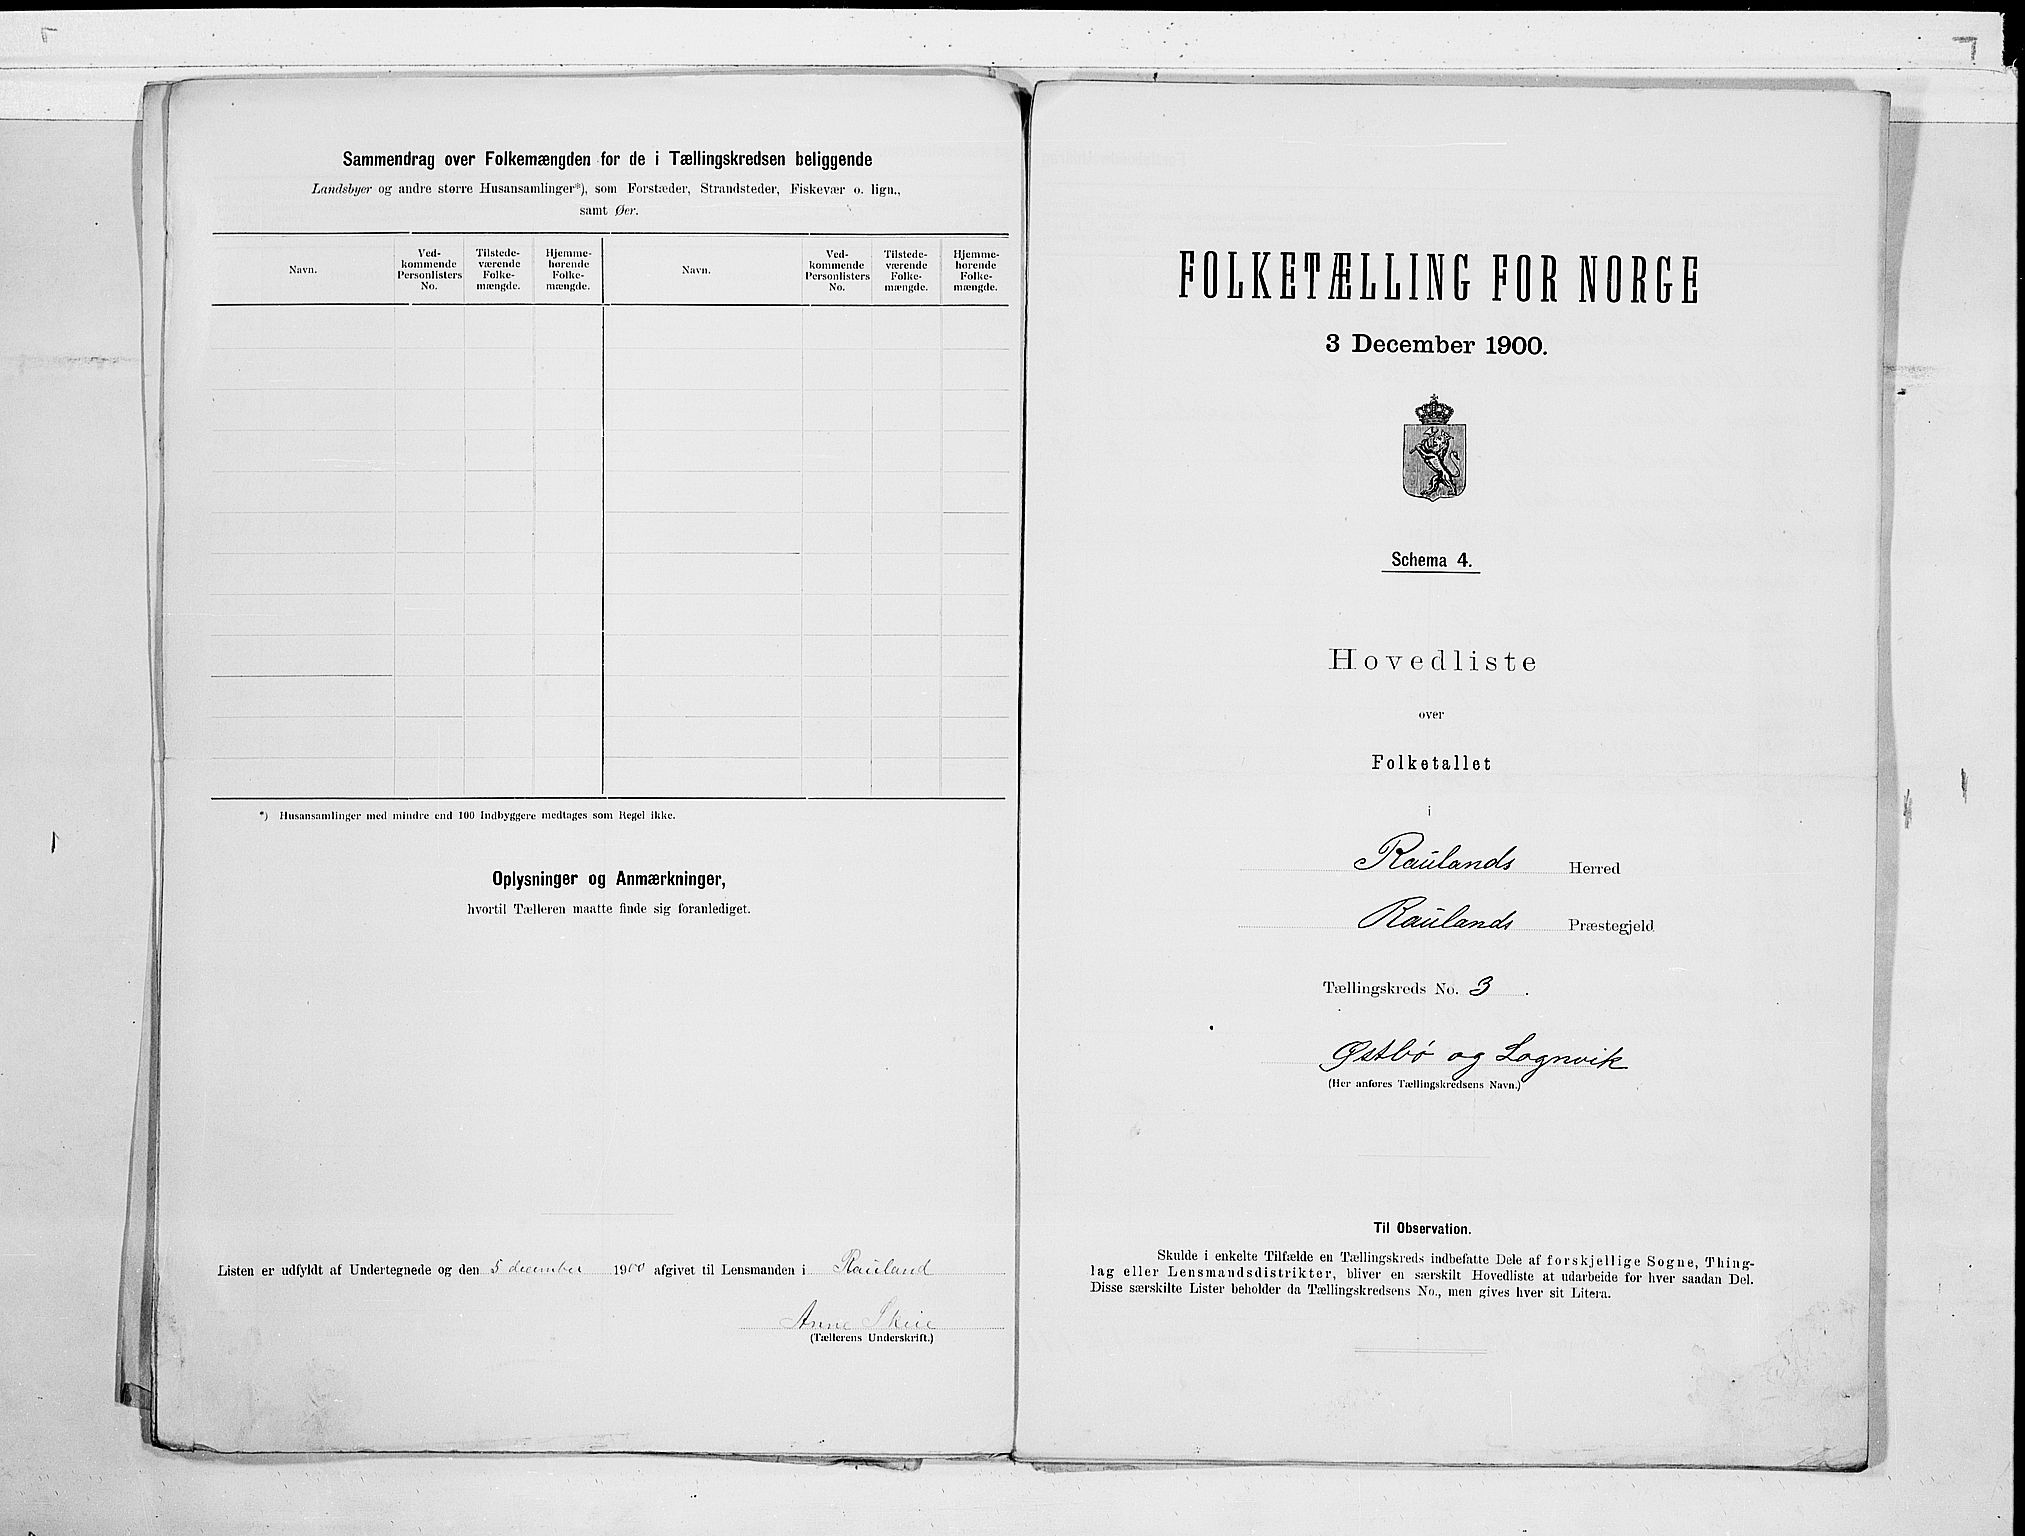 Sammendrag over Folkemængden for de i Tællingskredsen beliggende
Landsbyer og andre større Husansamlinger*), som Forstæder, Strandsteder, Fiskevær o. lign.,
samt Øer.
Navn.
Ved-
kommende
Personlisters
No.
Tilstede-
værende
Folke-
mængde.
Hjemme-
hørende
Folke-
mængde.
Navn.
Ved-
kommende
Personlisters
No.
Tilstede-
værende
Folke-
mængde.
Hjemme-
hørende
Folke-
mængde.
*) Husansamlinger med mindre end 100 Indbyggere medtages som Regel ikke.
Oplysninger og Anmærkninger,
hvortil Tælleren maatte finde sig foranlediget.
Listen er udfyldt af Undertegnede og den 5 december 1900 afgivet til Lensmanden i Rauland
Anne Skeie
(Tællerens Underskrift.)
FOLKETÆLLING FOR NORGE
3 December 1900.
Schema 4.
Hovedliste
over
Folketallet
i
Raulands Herred
Raulands Præstegjeld
Tællingskreds No. 3.
Østbø og Lognvik
(Her anføres Tællingskredsens Navn.)
Til Observation.
Skulde i enkelte Tilfælde en Tællingskreds indbefatte Dele af forskjellige Sogne, Thing-
lag eller Lensmandsdistrikter, bliver en særskilt Hovedliste at udarbeide for hver saadan Del.
Disse særskilte Lister beholder da Tællingskredsens No., men gives hver sit Litera.